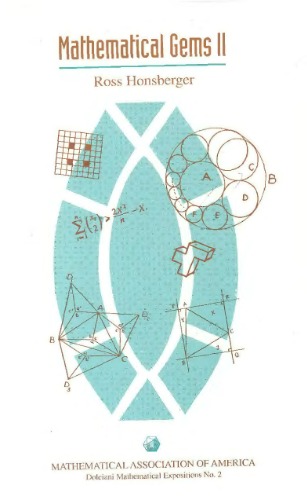 Mathematical Gems II
Ross Honsberger
A
B
C
D
E
F
A
B
C
MATHEMATICAL ASSOCIATION OF AMERICA
Dolciani Mathematical Expositions No. 2